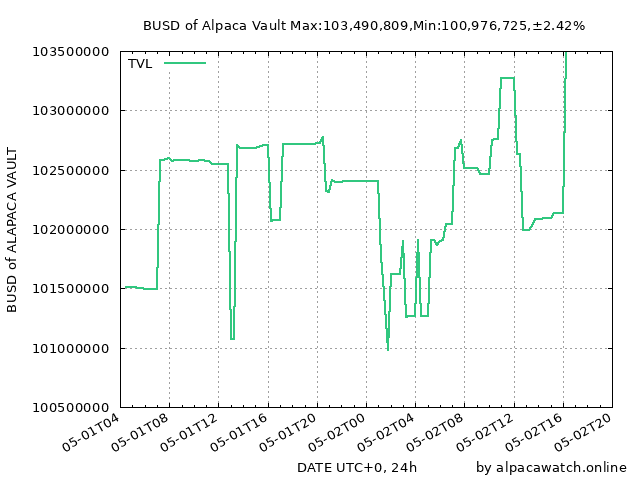 BUSD of Alpaca Vault Max:103,490,809,Min:100,976,725,±2.42%
TVL
103500000
103000000
102500000
102000000
101500000
101000000
100500000
BUSD of ALAPACA VAULT
05-01T04
05-01T08
05-01T12
05-01T16
05-01T20
05-02T00
05-02T04
05-02T08
05-02T12
05-02T16
05-02T20
DATE UTC+0, 24h
by alpacawatch.online